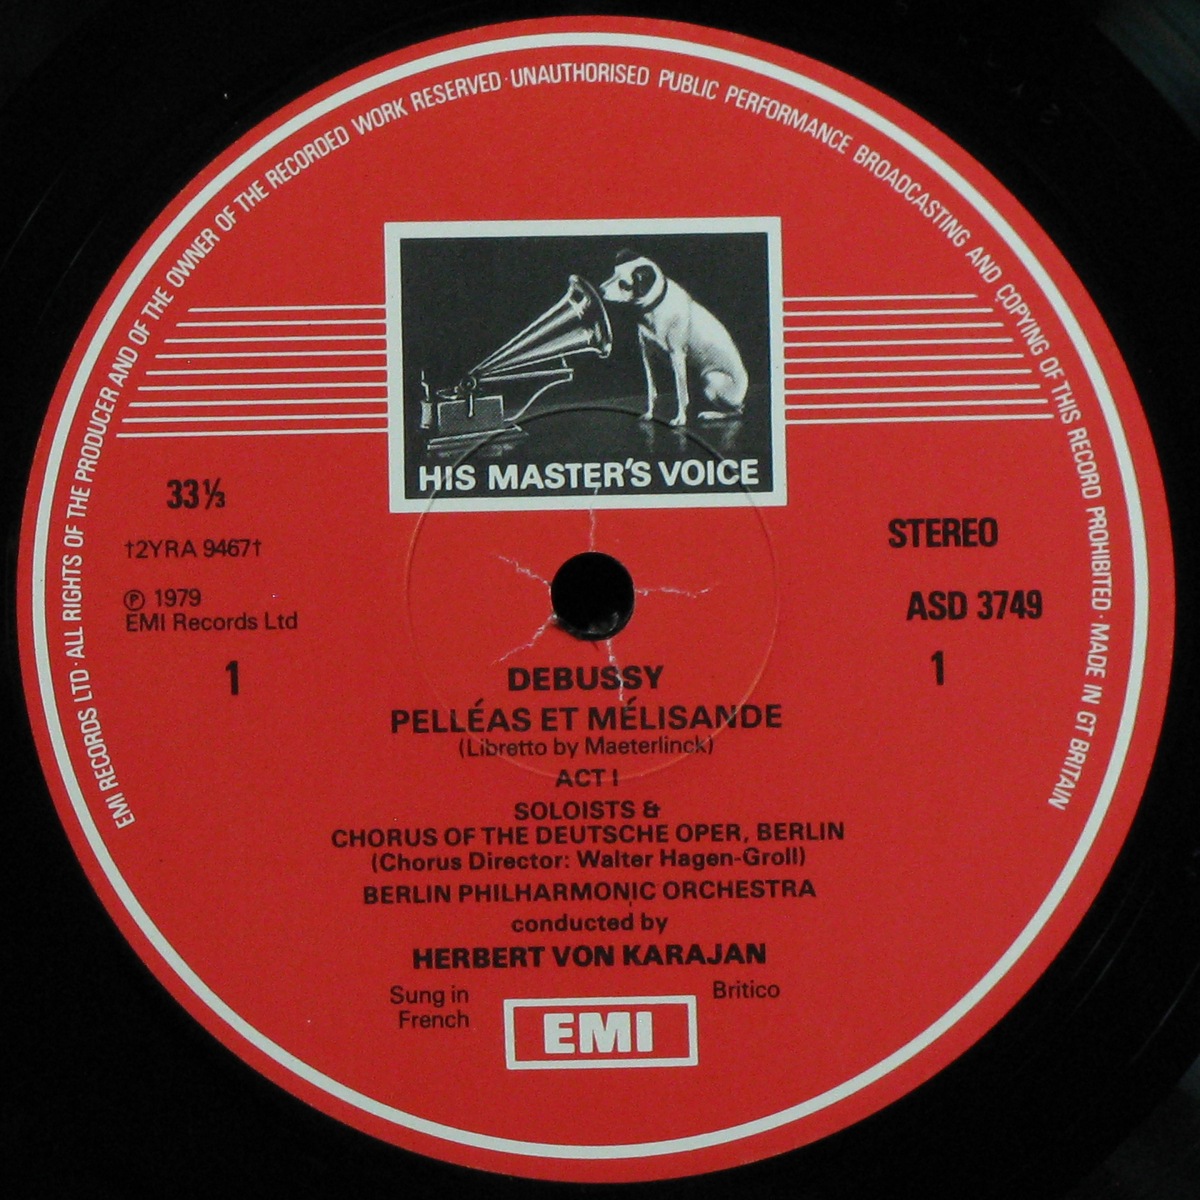 EMI RECORDS LTD · ALL RIGHTS OF THE PRODUCER AND OF THE OWNER OF THE RECORDED WORK RESERVED · UNAUTHORISED PUBLIC PERFORMANCE BROADCASTING AND COPYING OF THIS RECORD PROHIBITED · MADE IN GT BRITAIN
HIS MASTER'S VOICE
33⅓
†2YRA 9467†
℗ 1979
EMI Records Ltd
1
STEREO
ASD 3749
1
DEBUSSY
PELLÉAS ET MÉLISANDE
(Libretto by Maeterlinck)
ACT I
SOLOISTS &
CHORUS OF THE DEUTSCHE OPER, BERLIN
(Chorus Director: Walter Hagen-Groll)
BERLIN PHILHARMONIC ORCHESTRA
conducted by
HERBERT VON KARAJAN
Sung in
French
Britico
EMI